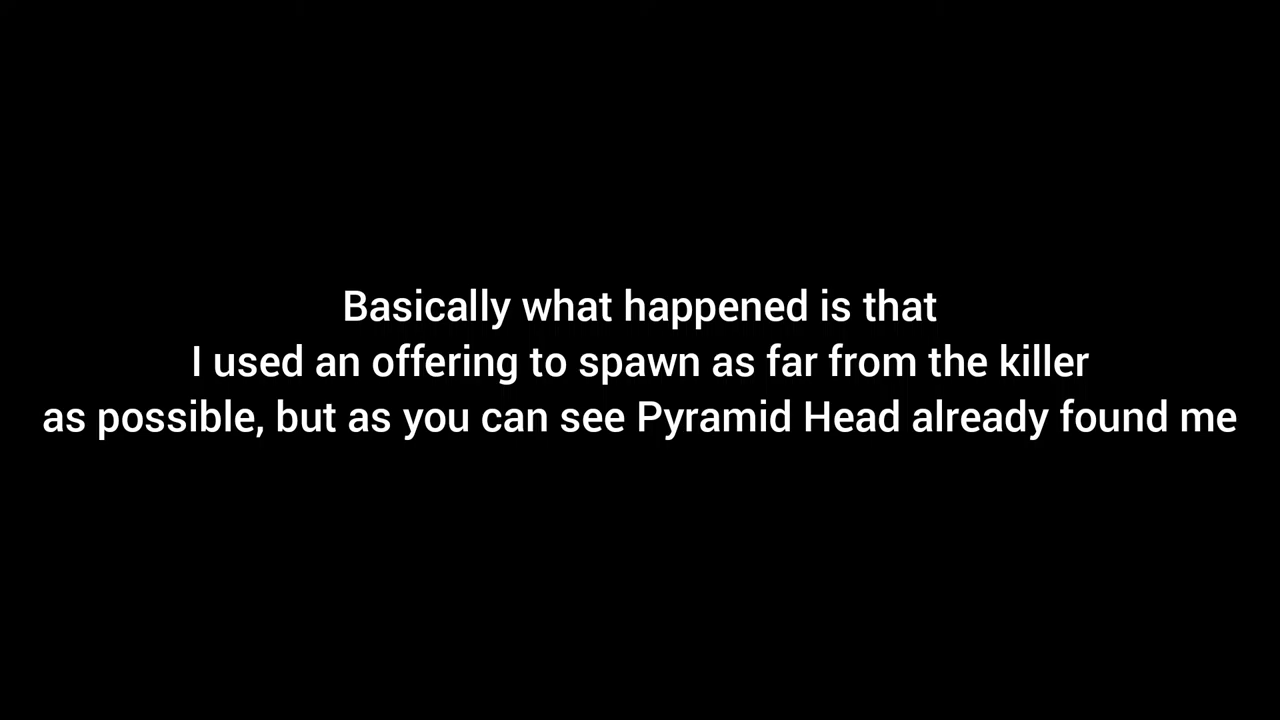 Basically what happened is that
I used an offering to spawn as far from the killer
as possible, but as you can see Pyramid Head already found me